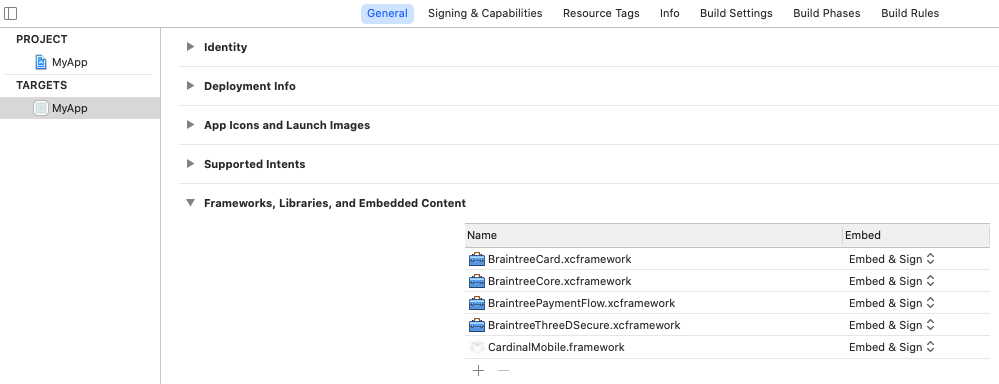 General Signing & Capabilities Resource Tags Info Build Settings Build Phases Build Rules
PROJECT
MyApp
TARGETS
MyApp
Identity
Deployment Info
App Icons and Launch Images
Supported Intents
Frameworks, Libraries, and Embedded Content
Name Embed
BraintreeCard.xcframework Embed & Sign
BraintreeCore.xcframework Embed & Sign
BraintreePaymentFlow.xcframework Embed & Sign
BraintreeThreeDSecure.xcframework Embed & Sign
CardinalMobile.framework Embed & Sign